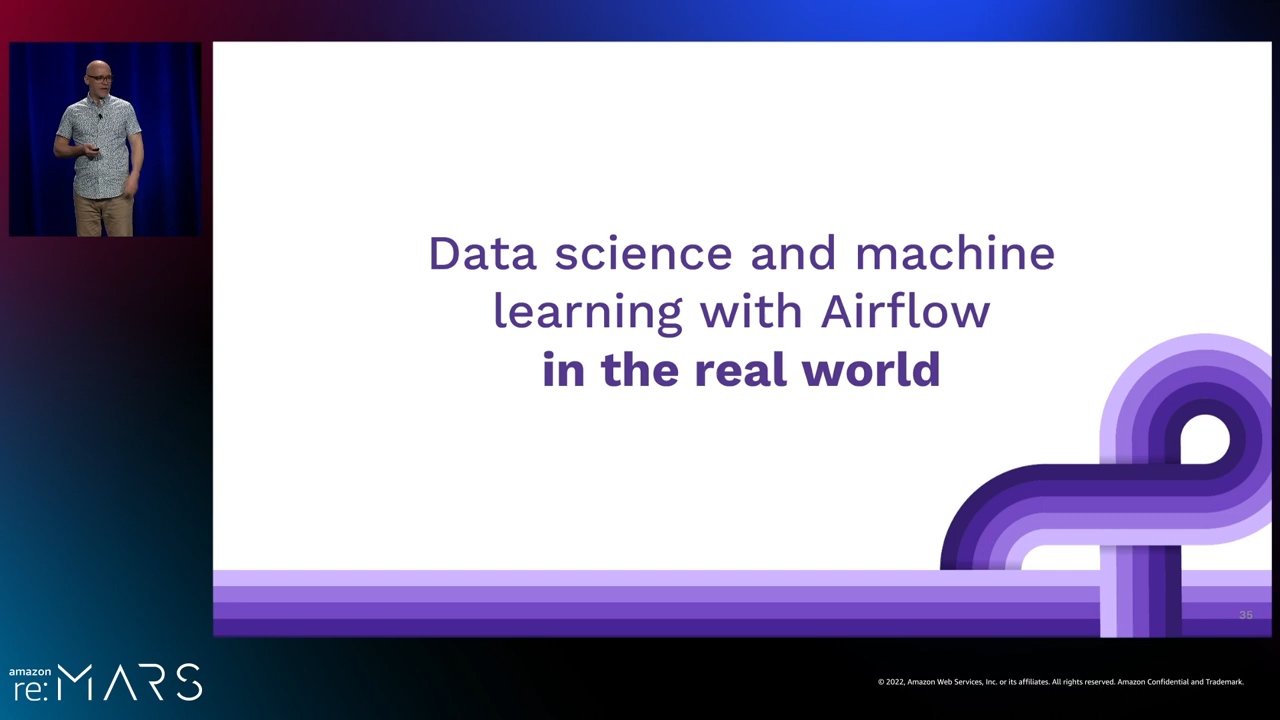 Data science and machine
learning with Airflow
in the real world
35
amazon
re:MARS
© 2022, Amazon Web Services, Inc. or its affiliates. All rights reserved. Amazon Confidential and Trademark.